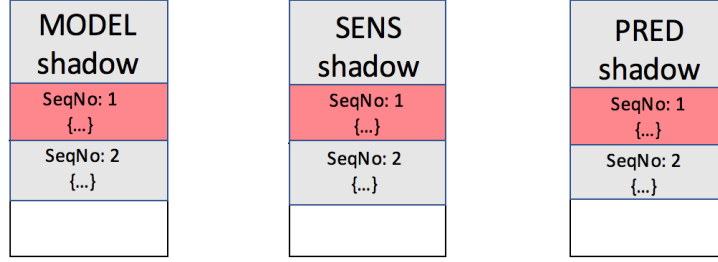 MODEL
shadow
SeqNo: 1
{...}
SeqNo: 2
{...}
SENS
shadow
SeqNo: 1
{...}
SeqNo: 2
{...}
PRED
shadow
SeqNo: 1
{...}
SeqNo: 2
{...}